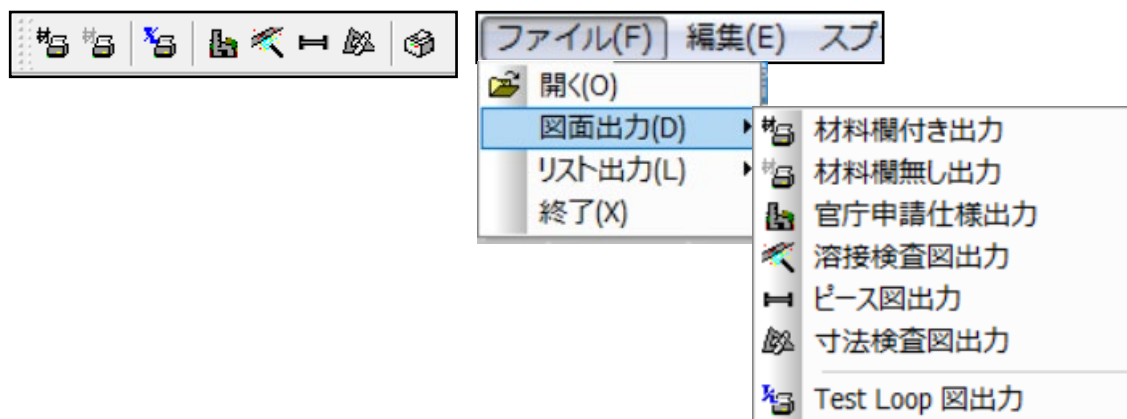 ファイル(F) 編集(E) スプ
開く(O)
図面出力(D)
リスト出力(L)
終了(X)
材料欄付き出力
材料欄無し出力
官庁申請仕様出力
溶接検査図出力
ピース図出力
寸法検査図出力
Test Loop 図出力